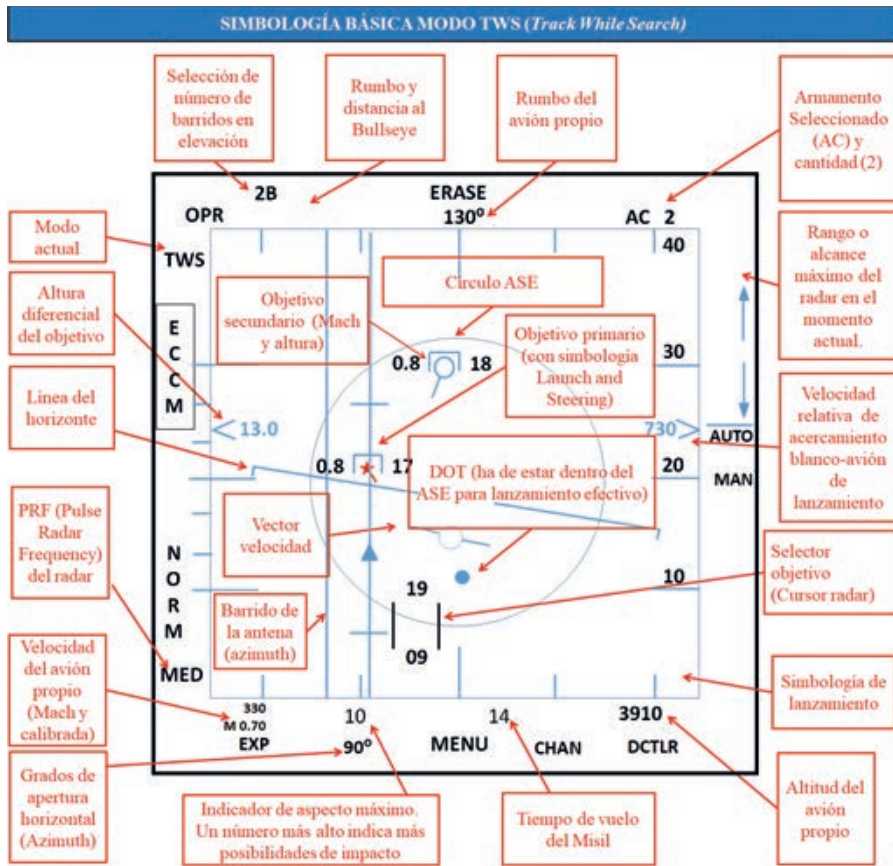 SIMBOLOGÍA BÁSICA MODO TWS (Track While Search)
Selección de
número de
barridos en
elevación
Rumbo y
distancia al
Bullseye
Rumbo del
avión propio
Armamento
Seleccionado
(AC) y
cantidad (2)
2B
ERASE
OPR
130º
AC 2
Modo
actual
TWS
40
Rango o
alcance
máximo del
radar en el
momento
actual.
Altura
diferencial del
objetivo
Circulo ASE
Objetivo
secundario (Mach
y altura)
Objetivo primario
(con simbología
Launch and
Steering)
E
C
C
M
0.8
18
30
Linea del
horizonte
13.0
730
AUTO
Velocidad
relativa de
acercamiento
blanco-avión
de
lanzamiento
0.8
17
DOT (ha de estar dentro del
ASE para lanzamiento efectivo)
20
MAN
PRF (Pulse
Radar
Frequency)
del radar
Vector
velocidad
Selector
objetivo
(Cursor radar)
N
O
R
M
10
19
Barrido de
la antena
(azimuth)
09
Velocidad
del avión
propio
(Mach y
calibrada)
MED
Simbología de
lanzamiento
330
M 0.70
10
14
3910
EXP
90º
MENU
CHAN
DCTLR
Grados de
apertura
horizontal
(Azimuth)
Indicador de aspecto máximo.
Un número más alto indica más
posibilidades de impacto
Tiempo de vuelo
del Misil
Altitud del
avión
propio